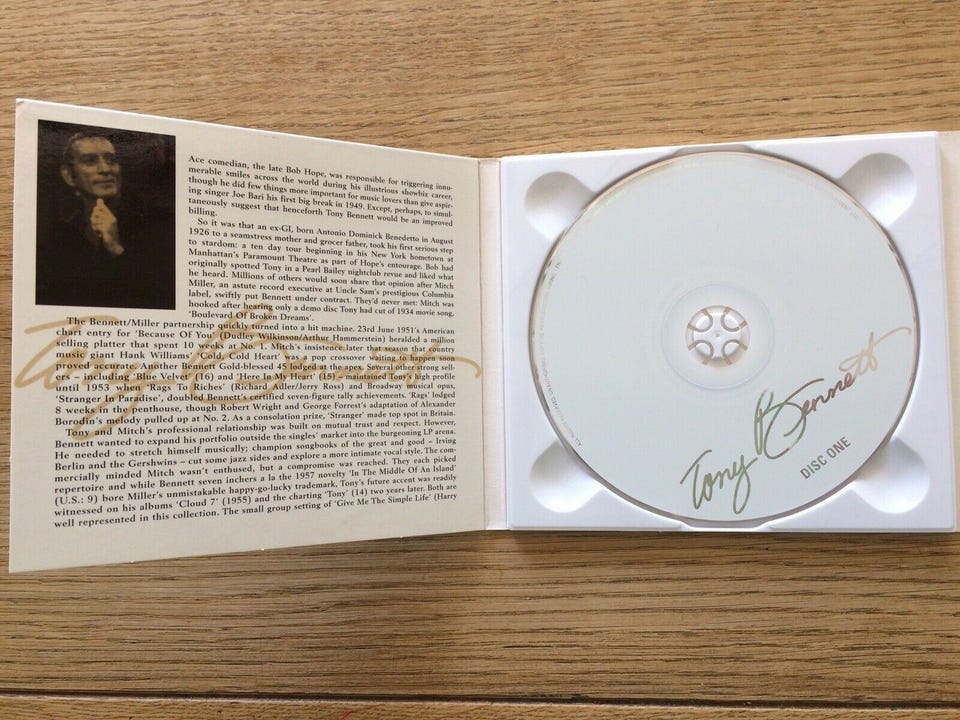 Ace comedian, the late Bob Hope, was responsible for triggering innu-
merable smiles across the world during his illustrious showbiz career,
though he did few things more important for music lovers than give aspir-
ing singer Joe Bari his first big break in 1949. Except, perhaps, to simul-
taneously suggest that henceforth Tony Bennett would be an improved
billing.
So it was that an ex-GI, born Antonio Dominick Benedetto in August
1926 to a seamstress mother and grocer father, took his first serious step
to stardom: a ten day tour beginning in his New York hometown at
Manhattan's Paramount Theatre as part of Hope's entourage. Bob had
originally spotted Tony in a Pearl Bailey nightclub revue and liked what
he heard. Millions of others would soon share that opinion after Mitch
Miller, an astute record executive at Uncle Sam's prestigious Columbia
label, swiftly put Bennett under contract. They'd never met: Mitch was
hooked after hearing only a demo disc Tony had cut of 1934 movie song,
'Boulevard Of Broken Dreams'.
The Bennett/Miller partnership quickly turned into a hit machine. 23rd June 1951's American
chart entry for 'Because Of You' (Dudley Wilkinson/Arthur Hammerstein) heralded a million
selling platter that spent 10 weeks at No. 1. Mitch's insistence later that season that country
music giant Hank Williams' 'Cold, Cold Heart' was a pop crossover waiting to happen soon
proved accurate. Another Bennett Gold-blessed 45 lodged at the apex. Several other strong sell-
ers – including 'Blue Velvet' (16) and 'Here In My Heart' (15) maintained Tony's high profile
until 1953 when 'Rags To Riches' (Richard Adler/Jerry Ross) and Broadway musical opus,
'Stranger In Paradise', doubled Bennett's certified seven-figure tally achievements. 'Rags' lodged
8 weeks in the penthouse, though Robert Wright and George Forrest's adaptation of Alexander
Borodin's melody pulled up at No. 2. As a consolation prize, 'Stranger' made top spot in Britain.
Tony and Mitch's professional relationship was built on mutual trust and respect. However,
Bennett wanted to expand his portfolio outside the singles' market into the burgeoning LP arena.
He needed to stretch himself musically; champion songbooks of the great and good – Irving
Berlin and the Gershwins – cut some jazz sides and explore a more intimate vocal style. The com-
mercially minded Mitch wasn't enthused, but a compromise was reached. They each picked
repertoire and while Bennett seven inchers a la the 1957 novelty 'In The Middle Of An Island'
(U.S.: 9) bore Miller's unmistakable happy-go-lucky trademark, Tony's future accent was readily
witnessed on his albums 'Cloud 7' (1955) and the charting 'Tony' (14) two years later. Both are
well represented in this collection. The small group setting of 'Give Me The Simple Life' (Harry
Tony Bennett
Tony Bennett
DISC ONE